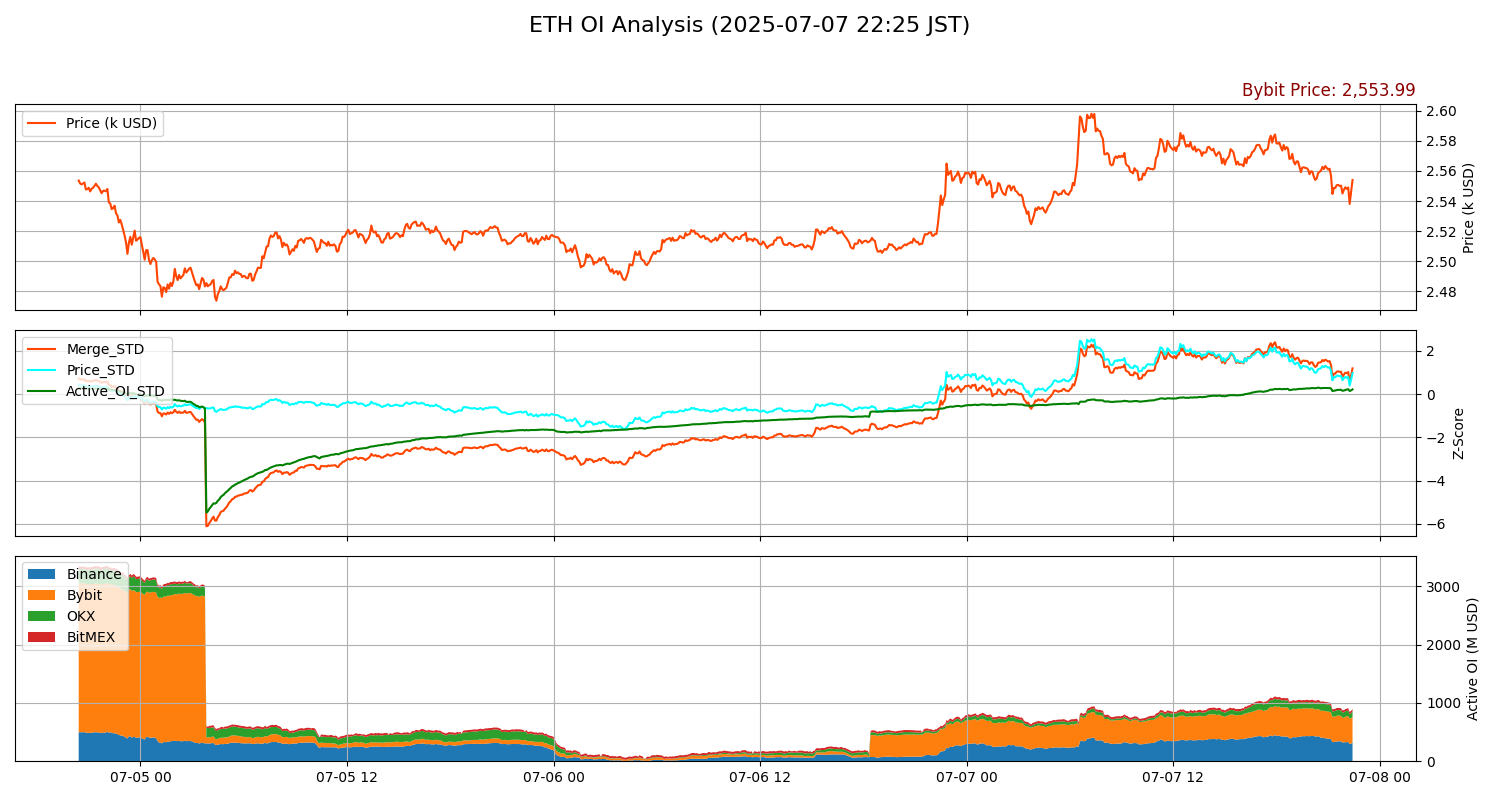 ETH OI Analysis (2025-07-07 22:25 JST)
Bybit Price: 2,553.99
Price (k USD)
2.60
2.58
2.56
2.54
2.52
2.50
2.48
Price (k USD)
Merge_STD
Price_STD
Active_OI_STD
2
0
−2
−4
−6
Z-Score
Binance
Bybit
OKX
BitMEX
3000
2000
1000
0
Active OI (M USD)
07-05 00
07-05 12
07-06 00
07-06 12
07-07 00
07-07 12
07-08 00